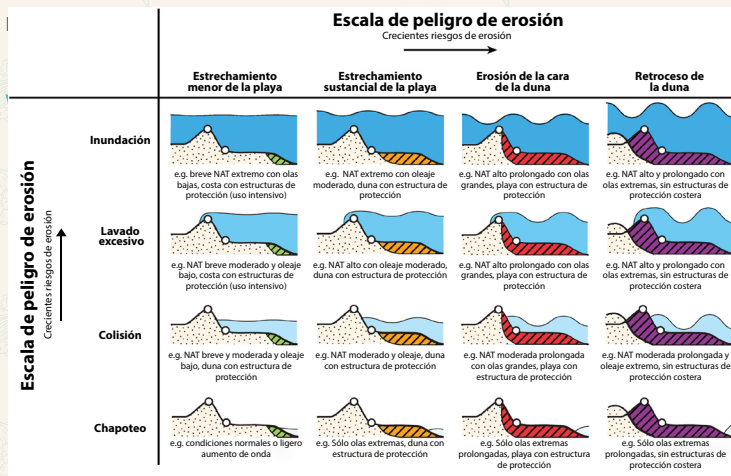 Escala de peligro de erosión
Crecientes riesgos de erosión
Estrechamiento
menor de la playa
Estrechamiento
sustancial de la playa
Erosión de la cara
de la duna
Retroceso de
la duna
Escala de peligro de erosión
Crecientes riesgos de erosión
Inundación
e.g. breve NAT extremo con olas
bajas, costa con estructuras de
protección (uso intensivo)
e.g. NAT extremo con oleaje
moderado, duna con estructura de
protección
e.g. NAT alto prolongado con olas
grandes, playa con estructura de
protección
e.g. NAT alto y prolongado con
olas extremas, sin estructuras de
protección costera
Lavado
excesivo
e.g. NAT breve moderado y oleaje
bajo, costa con estructuras de
protección (uso intensivo)
e.g. NAT alto con oleaje moderado,
duna con estructura de protección
e.g. NAT alto prolongado con olas
grandes, playa con estructura de
protección
e.g. NAT alto y prolongado con
olas extremas, sin estructuras de
protección costera
Colisión
e.g. NAT breve y moderada y oleaje
bajo, duna con estructura de
protección
e.g. NAT moderado y oleaje, duna
con estructura de protección
e.g. NAT moderada prolongada
con olas grandes, playa con
estructura de protección
e.g. NAT moderada prolongada y
oleaje extremo, sin estructuras de
protección costera
Chapoteo
e.g. condiciones normales o ligero
aumento de onda
e.g. Sólo olas extremas, duna con
estructura de protección
e.g. Sólo olas extremas
prolongadas, playa con estructura
de protección
e.g. Sólo olas extremas
prolongadas, sin estructura de
protección costera